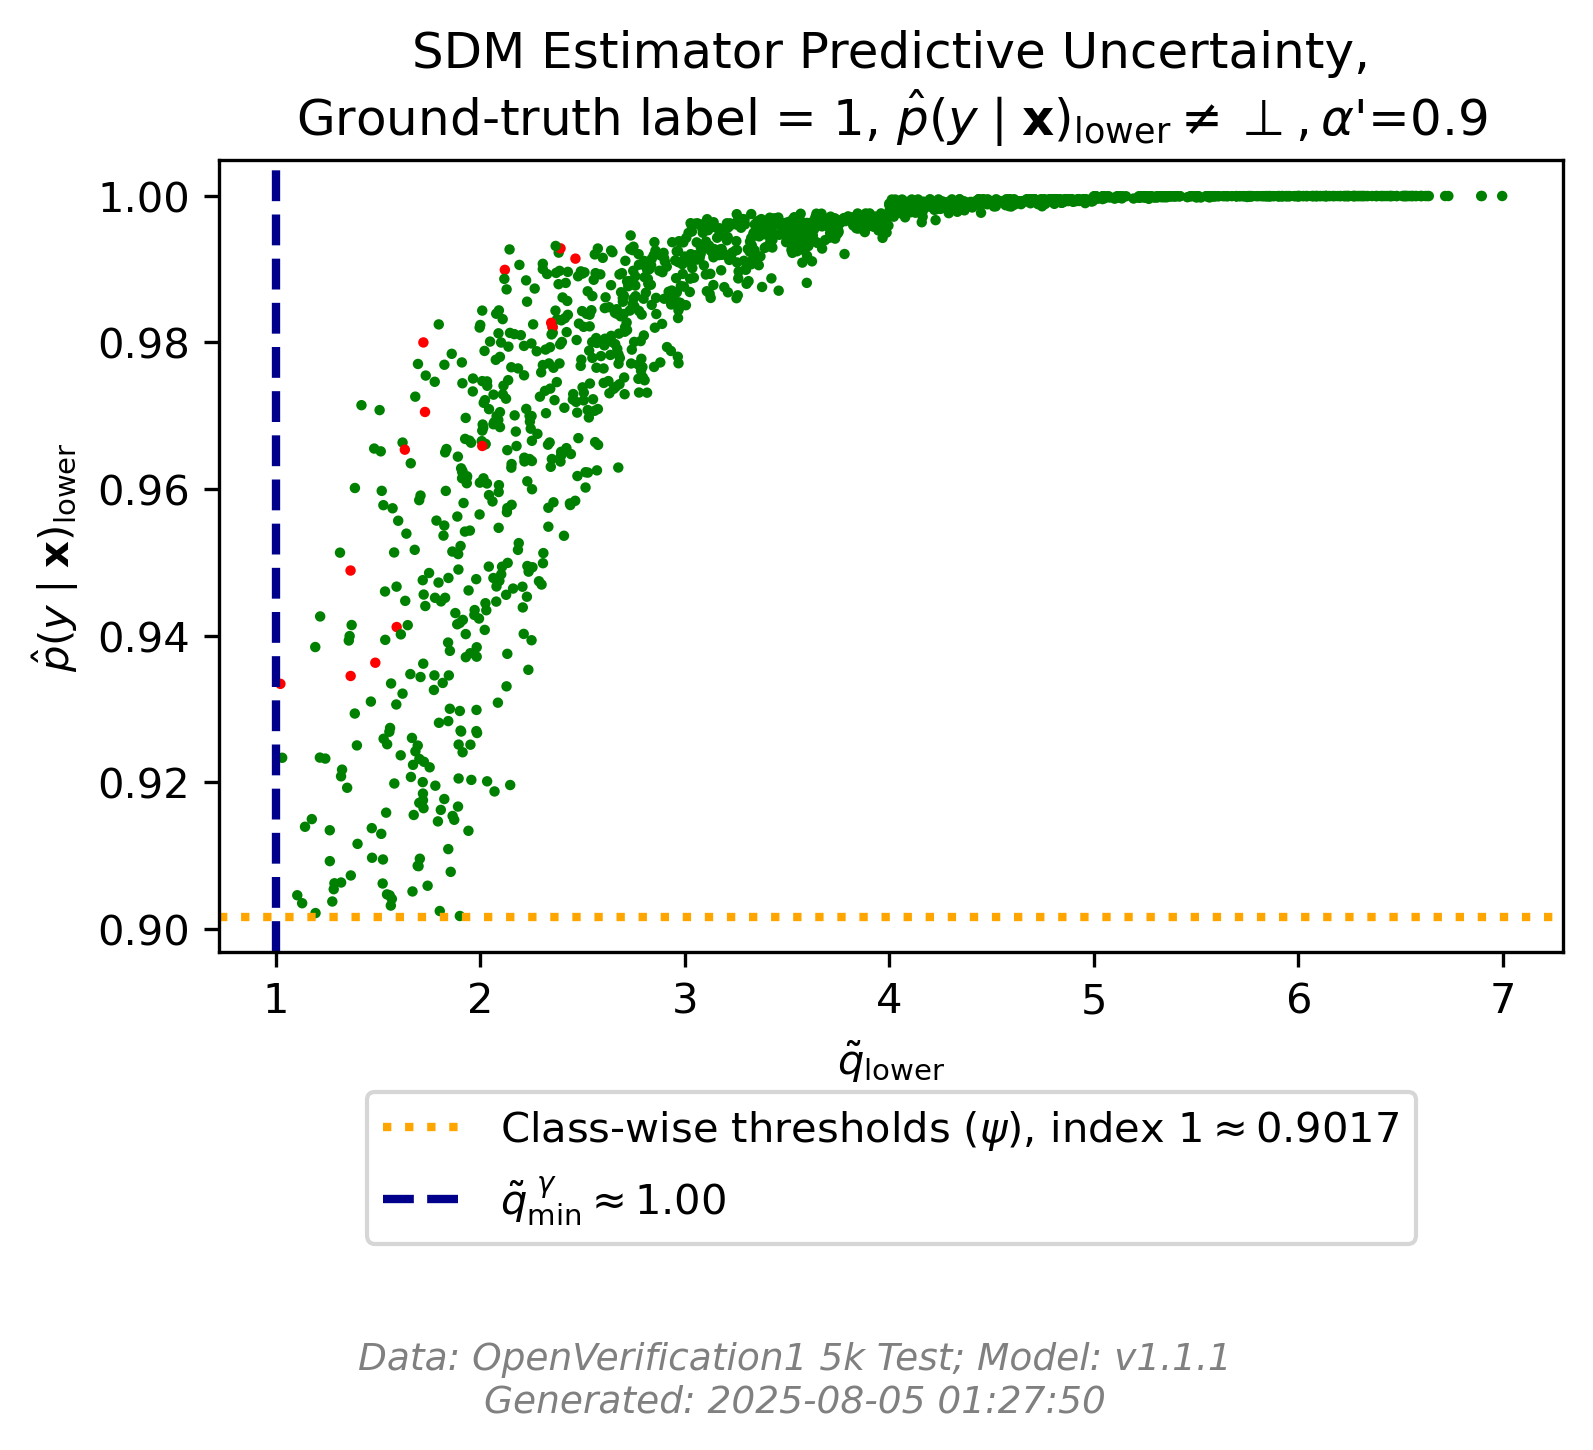 SDM Estimator Predictive Uncertainty,
Ground-truth label = 1, p̂(y | x)lower ≠ ⊥, α'=0.9
1.00
0.98
0.96
0.94
0.92
0.90
p̂(y | x)lower
1 2 3 4 5 6 7
q̃lower
Class-wise thresholds (ψ), index 1 ≈ 0.9017
q̃ᵞmin ≈ 1.00
Data: OpenVerification1 5k Test; Model: v1.1.1
Generated: 2025-08-05 01:27:50